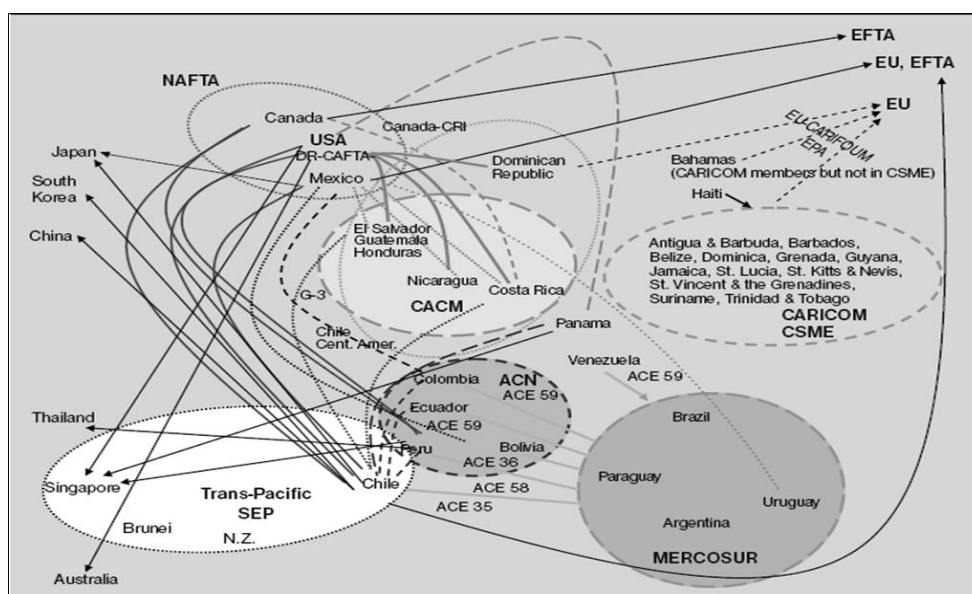 EFTA
EU, EFTA
NAFTA
EU
Canada
Canada-CRI
USA
DR-CAFTA
Mexico
Japan
South
Korea
China
Dominican
Republic
EU-CARIFOUM
EPA
Bahamas
(CARICOM members but not in CSME)
Haiti
El Salvador
Guatemala
Honduras
Nicaragua
Costa Rica
CACM
G-3
Antigua & Barbuda, Barbados,
Belize, Dominica, Grenada, Guyana,
Jamaica, St. Lucia, St. Kitts & Nevis,
St. Vincent & the Grenadines,
Suriname, Trinidad & Tobago
CARICOM
CSME
Chile
Cent. Amer.
Panama
Venezuela
ACE 59
Colombia
ACN
ACE 59
Ecuador
ACE 59
Peru
Bolivia
ACE 36
Brazil
Paraguay
Uruguay
Argentina
MERCOSUR
Thailand
Singapore
Trans-Pacific
SEP
Chile
ACE 58
ACE 35
Brunei
N.Z.
Australia